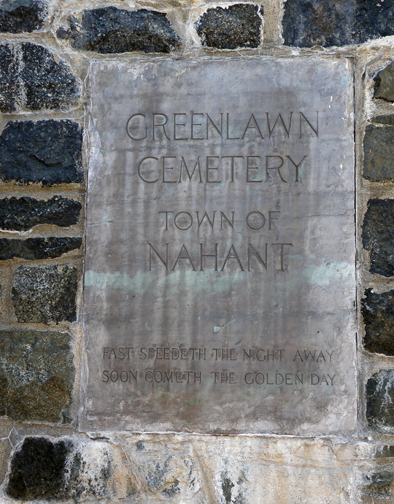 GREENLAWN
CEMETERY
TOWN OF
NAHANT
FAST SPEEDETH THE NIGHT AWAY
SOON COMETH THE GOLDEN DAY